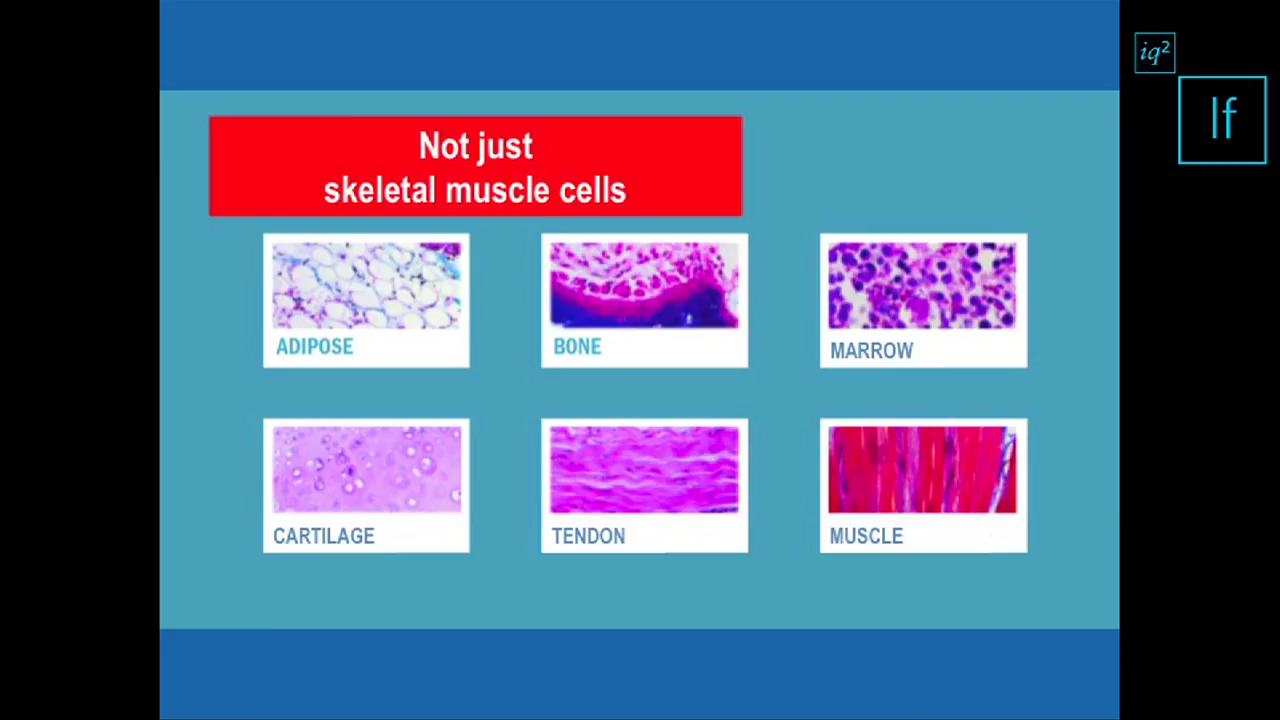 iq²
If
Not just
skeletal muscle cells
ADIPOSE
BONE
MARROW
CARTILAGE
TENDON
MUSCLE